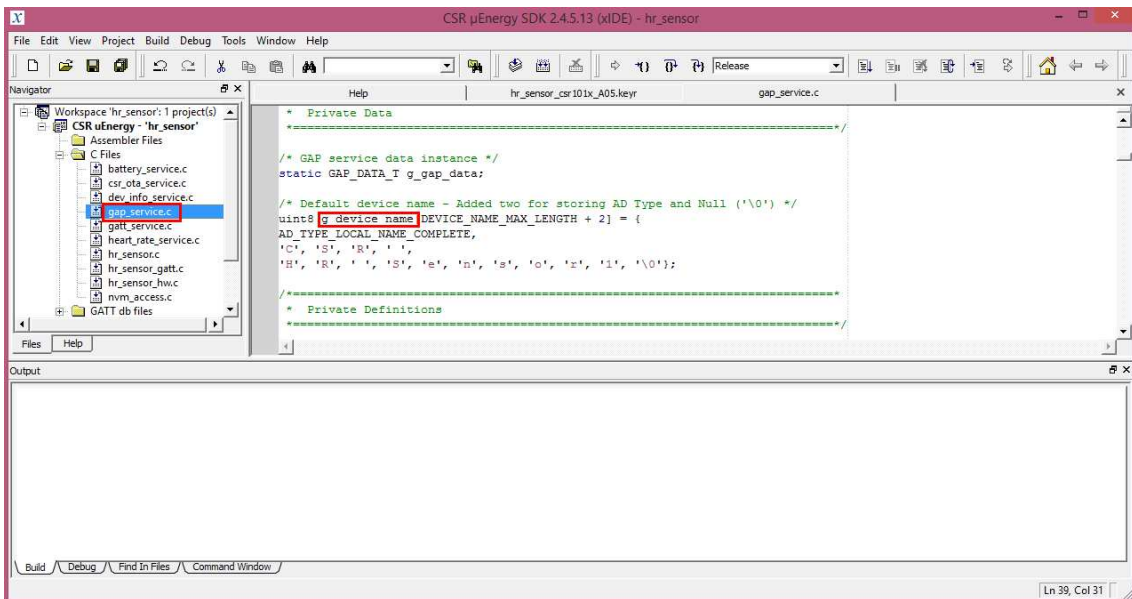 CSR µEnergy SDK 2.4.5.13 (xIDE) - hr_sensor
File Edit View Project Build Debug Tools Window Help
Release
Navigator
Help hr_sensor_csr101x_A05.keyr gap_service.c
Workspace 'hr_sensor': 1 project(s)
CSR uEnergy - 'hr_sensor'
Assembler Files
C Files
battery_service.c
csr_ota_service.c
dev_info_service.c
gap_service.c
gatt_service.c
heart_rate_service.c
hr_sensor.c
hr_sensor_gatt.c
hr_sensor_hw.c
nvm_access.c
GATT db files
Files Help
* Private Data
*============================================================================*/
/* GAP service data instance */
static GAP_DATA_T g_gap_data;
/* Default device name - Added two for storing AD Type and Null ('\0') */
uint8 g_device_name[DEVICE_NAME_MAX_LENGTH + 2] = {
AD_TYPE_LOCAL_NAME_COMPLETE,
'C', 'S', 'R', ' ',
'H', 'R', ' ', 'S', 'e', 'n', 's', 'o', 'r', '1', '\0'};
/*============================================================================*
* Private Definitions
*============================================================================*/
Output
Build Debug Find In Files Command Window
Ln 39, Col 31